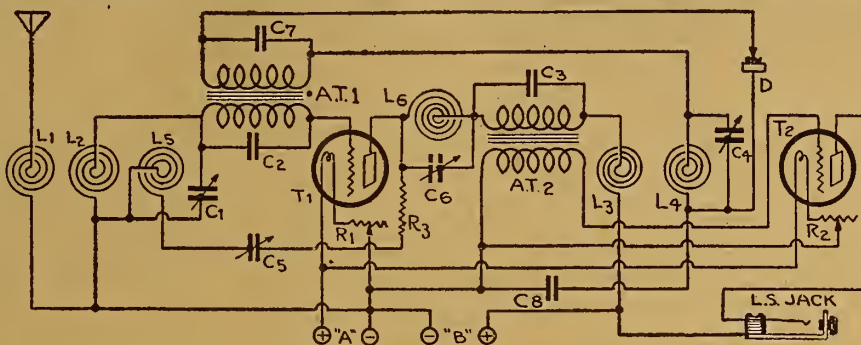 C7
A.T.1
L1
L2
L5
C2
C1
T1
R1
C5
L6
C6
R3
C3
A.T.2
L3
L4
C4
D
T2
R2
C8
L.S. JACK
+ "A" − − "B" +